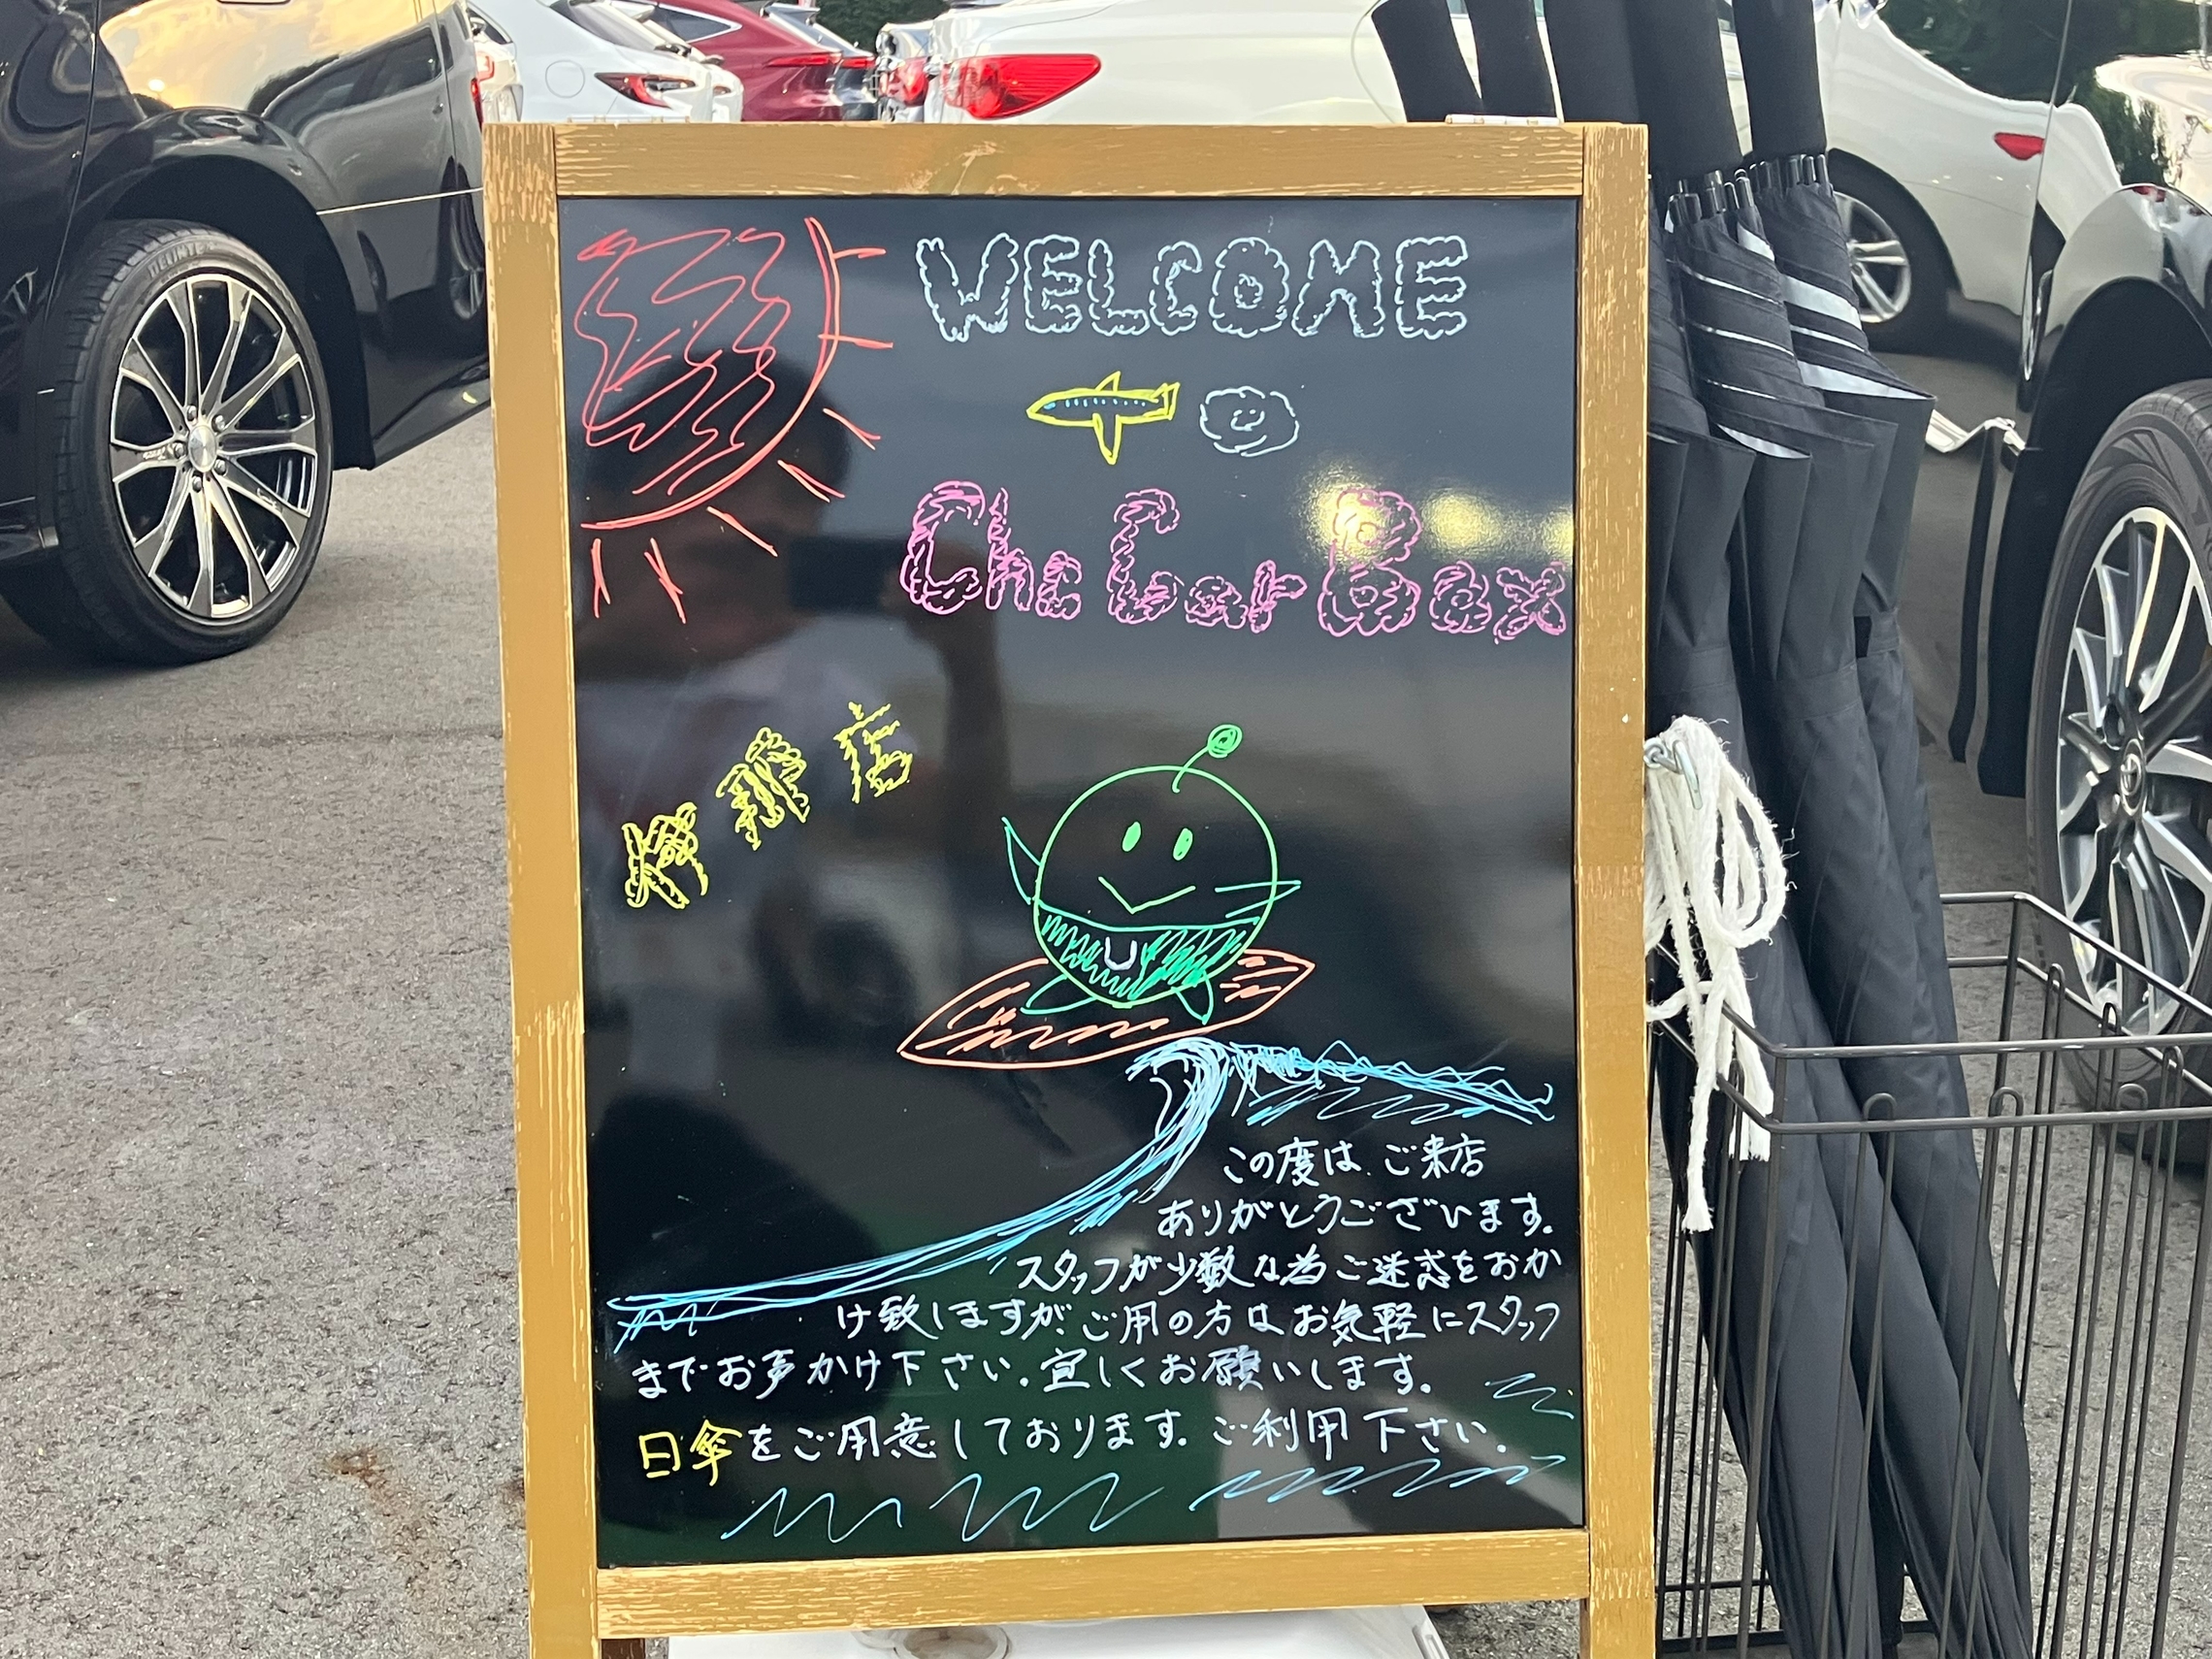 WELCOME
Chi Car Bax
那店
この度は、ご来店
ありがとうございます。
スタッフが少数な為ご迷惑をおか
け致しますが、ご用の方はお気軽にスタッフ
までお声かけ下さい。宜しくお願いします。
日傘をご用意しております。ご利用下さい。